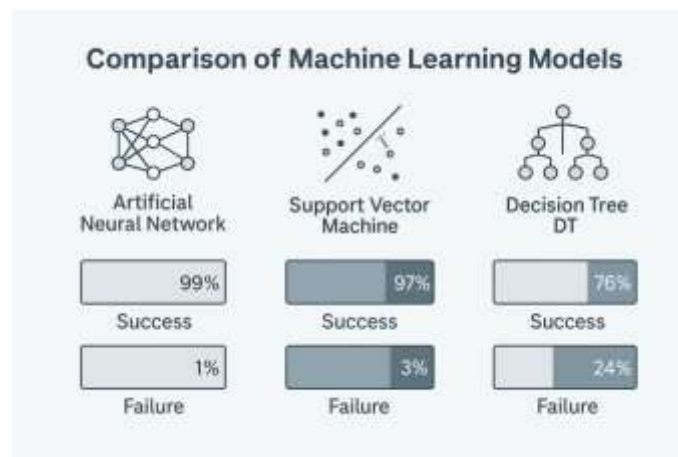 Comparison of Machine Learning Models
Artificial
Neural Network
99%
Success
1%
Failure
Support Vector
Machine
97%
Success
3%
Failure
Decision Tree
DT
76%
Success
24%
Failure